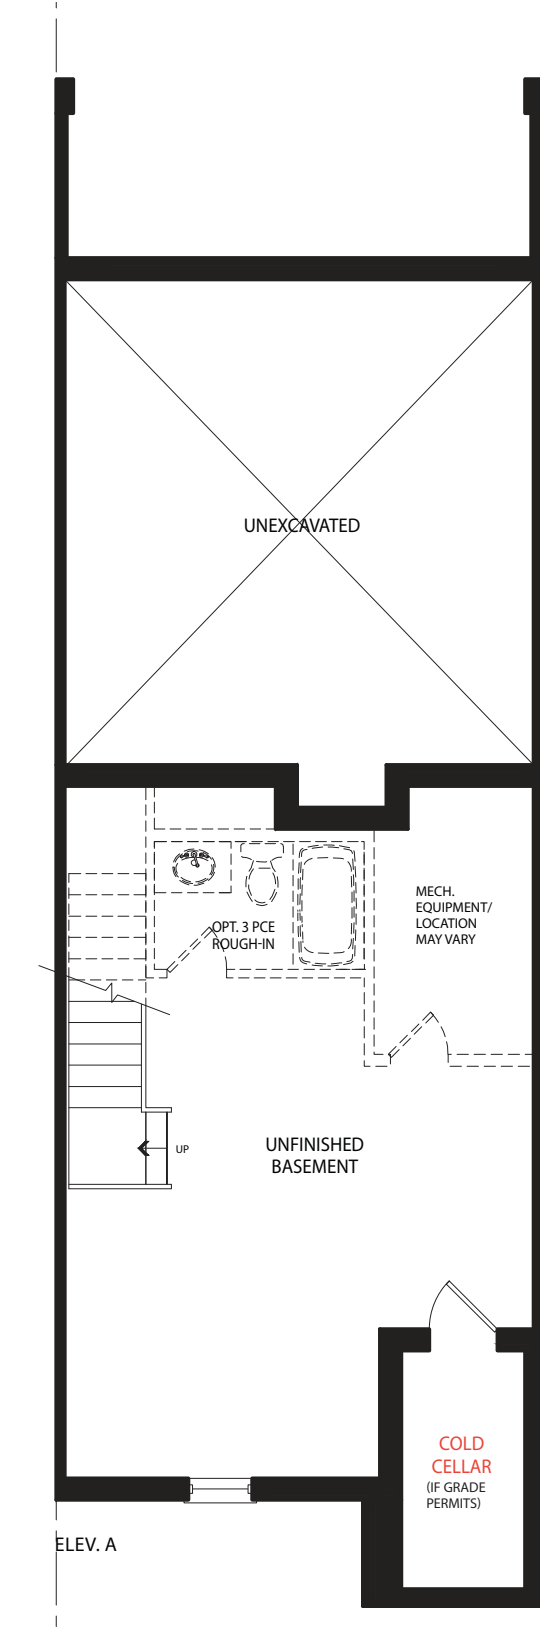 UNEXCAVATED
MECH.
EQUIPMENT/
LOCATION
MAY VARY
OPT. 3 PCE
ROUGH-IN
UP
UNFINISHED
BASEMENT
COLD
CELLAR
(IF GRADE
PERMITS)
ELEV. A